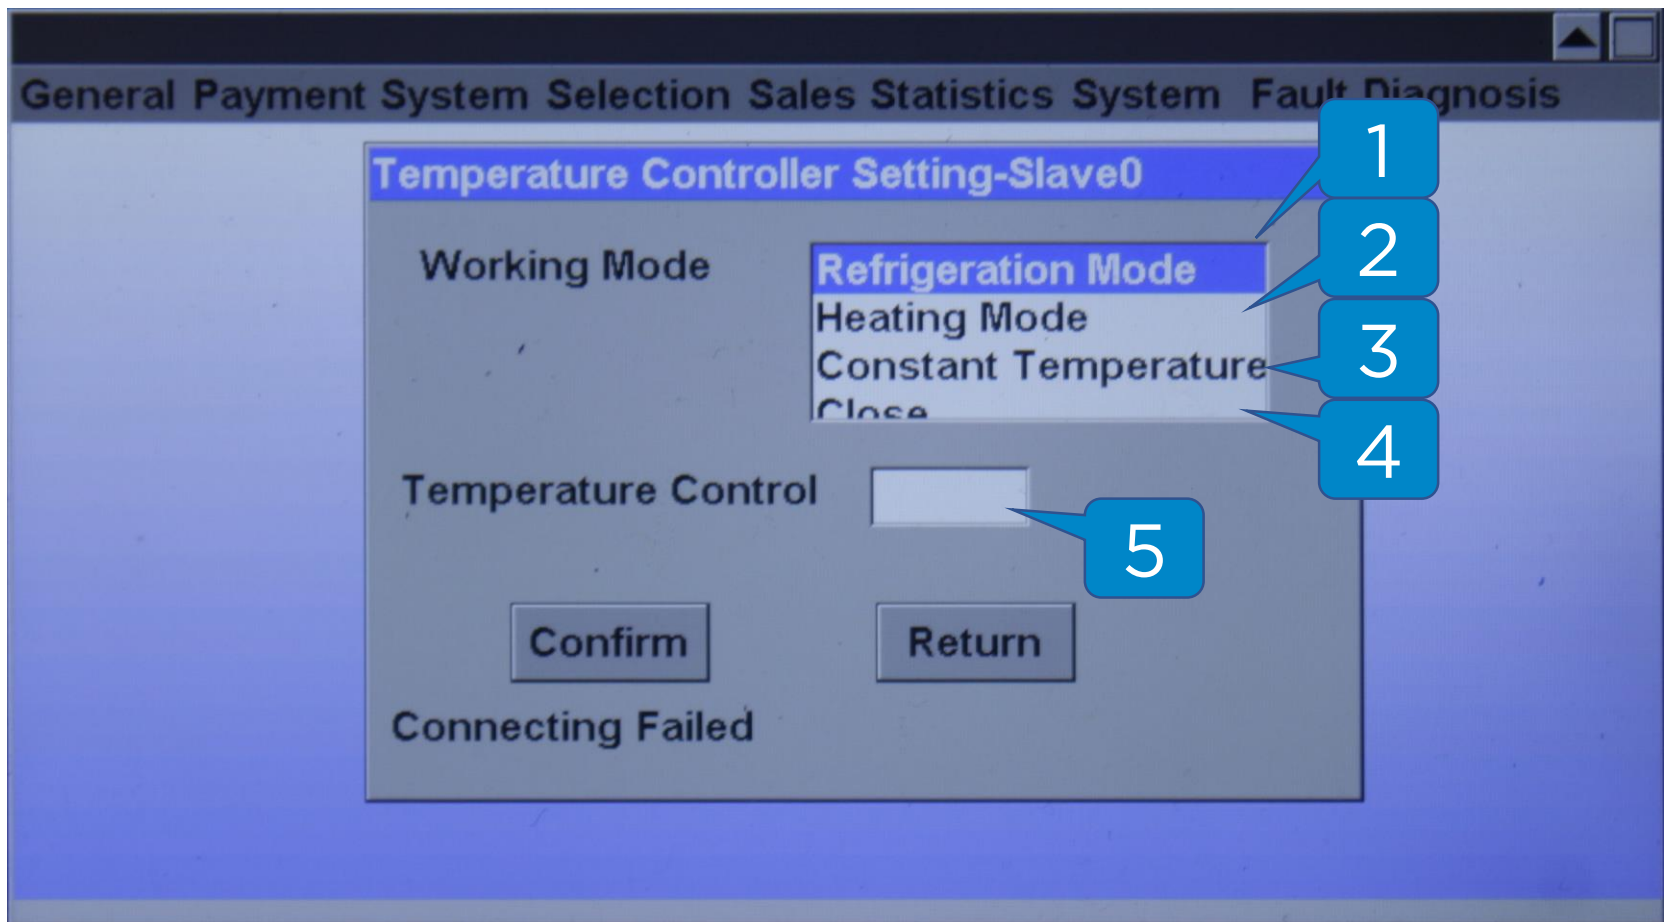 General Payment System Selection Sales Statistics System Fault Diagnosis
Temperature Controller Setting-Slave0
1
Working Mode
Refrigeration Mode
2
Heating Mode
3
Constant Temperature
Close
4
Temperature Control
5
Confirm Return
Connecting Failed